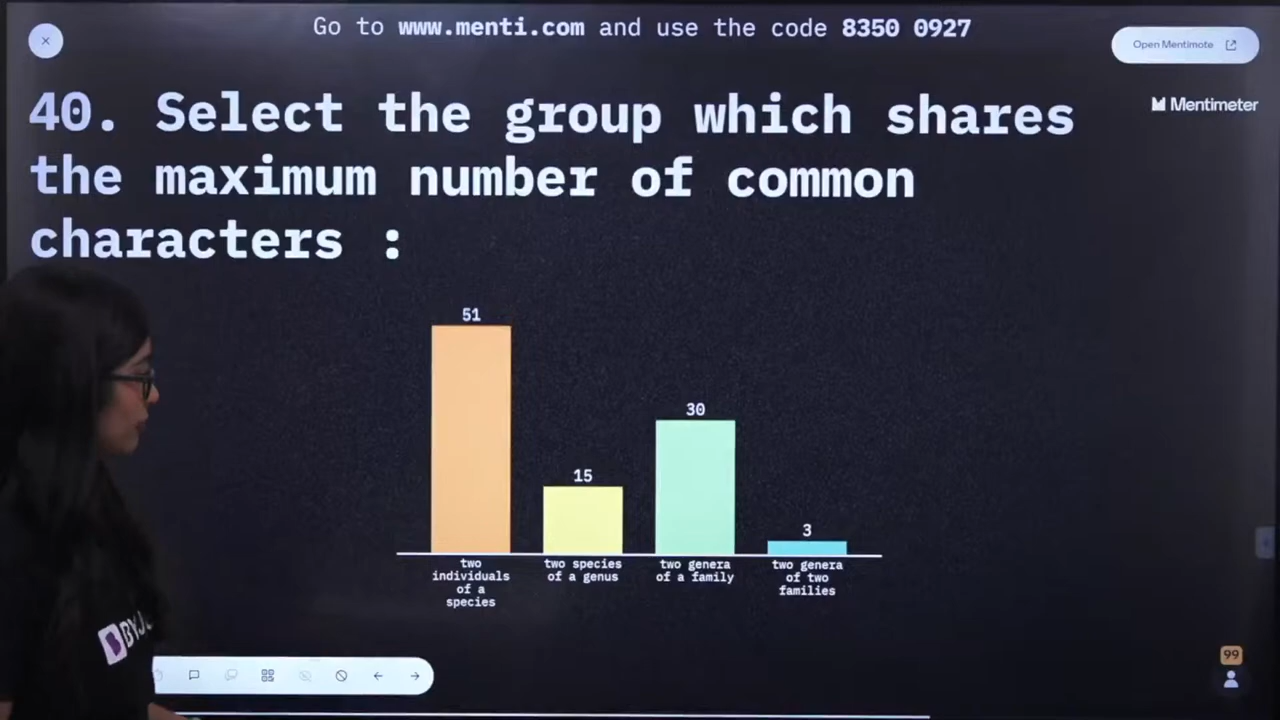 Go to www.menti.com and use the code 8350 0927
Open Mentimote
Mentimeter
40. Select the group which shares
the maximum number of common
characters :
51
15
30
3
two
individuals
of a
species
two species
of a genus
two genera
of a family
two genera
of two
families
99